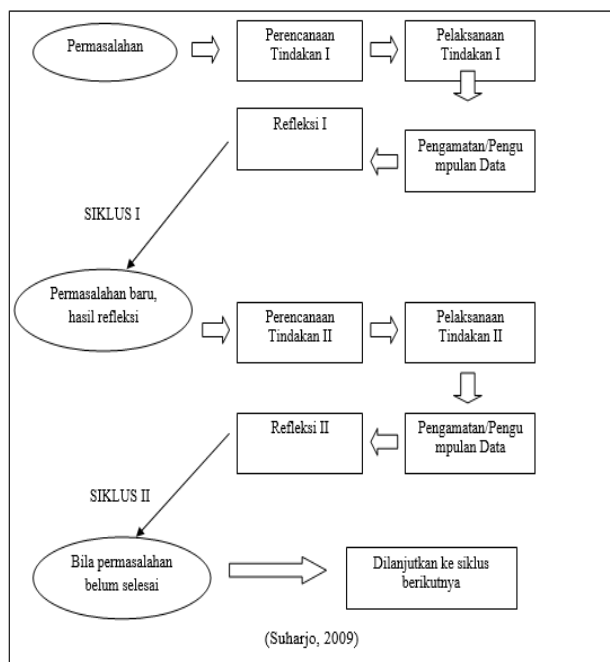 Permasalahan
Perencanaan
Tindakan I
Pelaksanaan
Tindakan I
Refleksi I
Pengamatan/Pengu
mpulan Data
SIKLUS I
Permasalahan baru,
hasil refleksi
Perencanaan
Tindakan II
Pelaksanaan
Tindakan II
Refleksi II
Pengamatan/Pengu
mpulan Data
SIKLUS II
Bila permasalahan
belum selesai
Dilanjutkan ke siklus
berikutnya
(Suharjo, 2009)